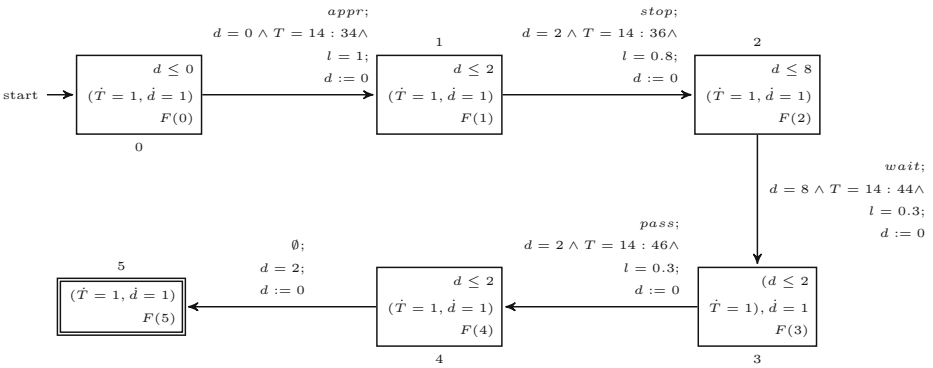 appr;
d = 0 ∧ T = 14 : 34∧
l = 1;
d := 0
stop;
d = 2 ∧ T = 14 : 36∧
l = 0.8;
d := 0
1
2
start
d ≤ 0
(Ṫ = 1, ḋ = 1)
F(0)
0
d ≤ 2
(Ṫ = 1, ḋ = 1)
F(1)
d ≤ 8
(Ṫ = 1, ḋ = 1)
F(2)
wait;
d = 8 ∧ T = 14 : 44∧
l = 0.3;
d := 0
pass;
d = 2 ∧ T = 14 : 46∧
l = 0.3;
d := 0
∅;
d = 2;
d := 0
5
(Ṫ = 1, ḋ = 1)
F(5)
d ≤ 2
(Ṫ = 1, ḋ = 1)
F(4)
4
(d ≤ 2
Ṫ = 1), ḋ = 1
F(3)
3